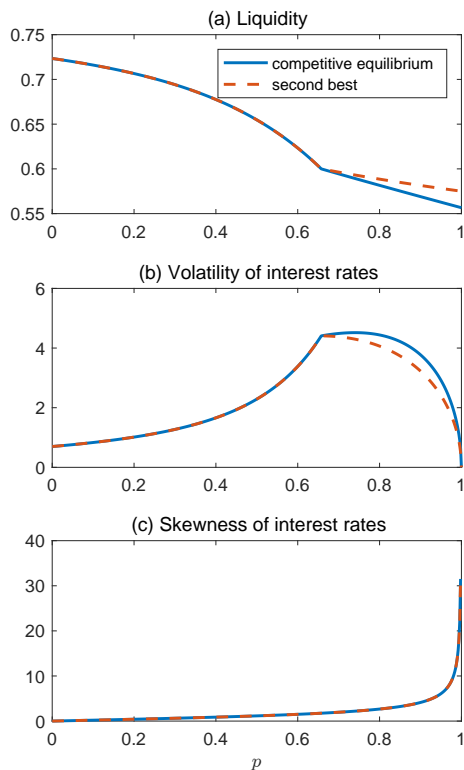 (a) Liquidity
0.75
0.7
0.65
0.6
0.55
competitive equilibrium
second best
0 0.2 0.4 0.6 0.8 1
(b) Volatility of interest rates
6
4
2
0
0 0.2 0.4 0.6 0.8 1
(c) Skewness of interest rates
40
30
20
10
0
0 0.2 0.4 0.6 0.8 1
p